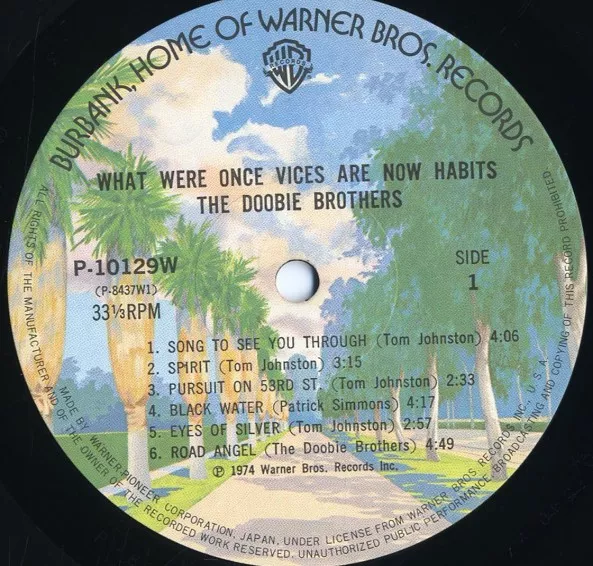 BURBANK, HOME OF WARNER BROS. RECORDS
RECORDS
WHAT WERE ONCE VICES ARE NOW HABITS
THE DOOBIE BROTHERS
P-10129W
(P-8437W1)
33⅓RPM
SIDE
1
1. SONG TO SEE YOU THROUGH (Tom Johnston) 4:06
2. SPIRIT (Tom Johnston) 3:15
3. PURSUIT ON 53RD ST. (Tom Johnston) 2:33
4. BLACK WATER (Patrick Simmons) 4:17
5. EYES OF SILVER (Tom Johnston) 2:57
6. ROAD ANGEL (The Doobie Brothers) 4:49
℗ 1974 Warner Bros. Records Inc.
MADE BY WARNER-PIONEER CORPORATION, JAPAN, UNDER LICENSE FROM WARNER BROS. RECORDS INC., U.S.A.
ALL RIGHTS OF THE MANUFACTURER AND OF THE OWNER OF THE RECORDED WORK RESERVED. UNAUTHORIZED PUBLIC PERFORMANCE, BROADCASTING AND COPYING OF THIS RECORD PROHIBITED.